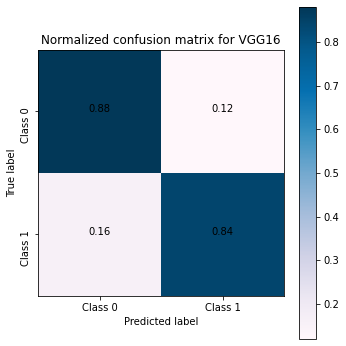 Normalized confusion matrix for VGG16
Class 0
Class 1
True label
0.88
0.12
0.16
0.84
Class 0
Class 1
Predicted label
0.8
0.7
0.6
0.5
0.4
0.3
0.2